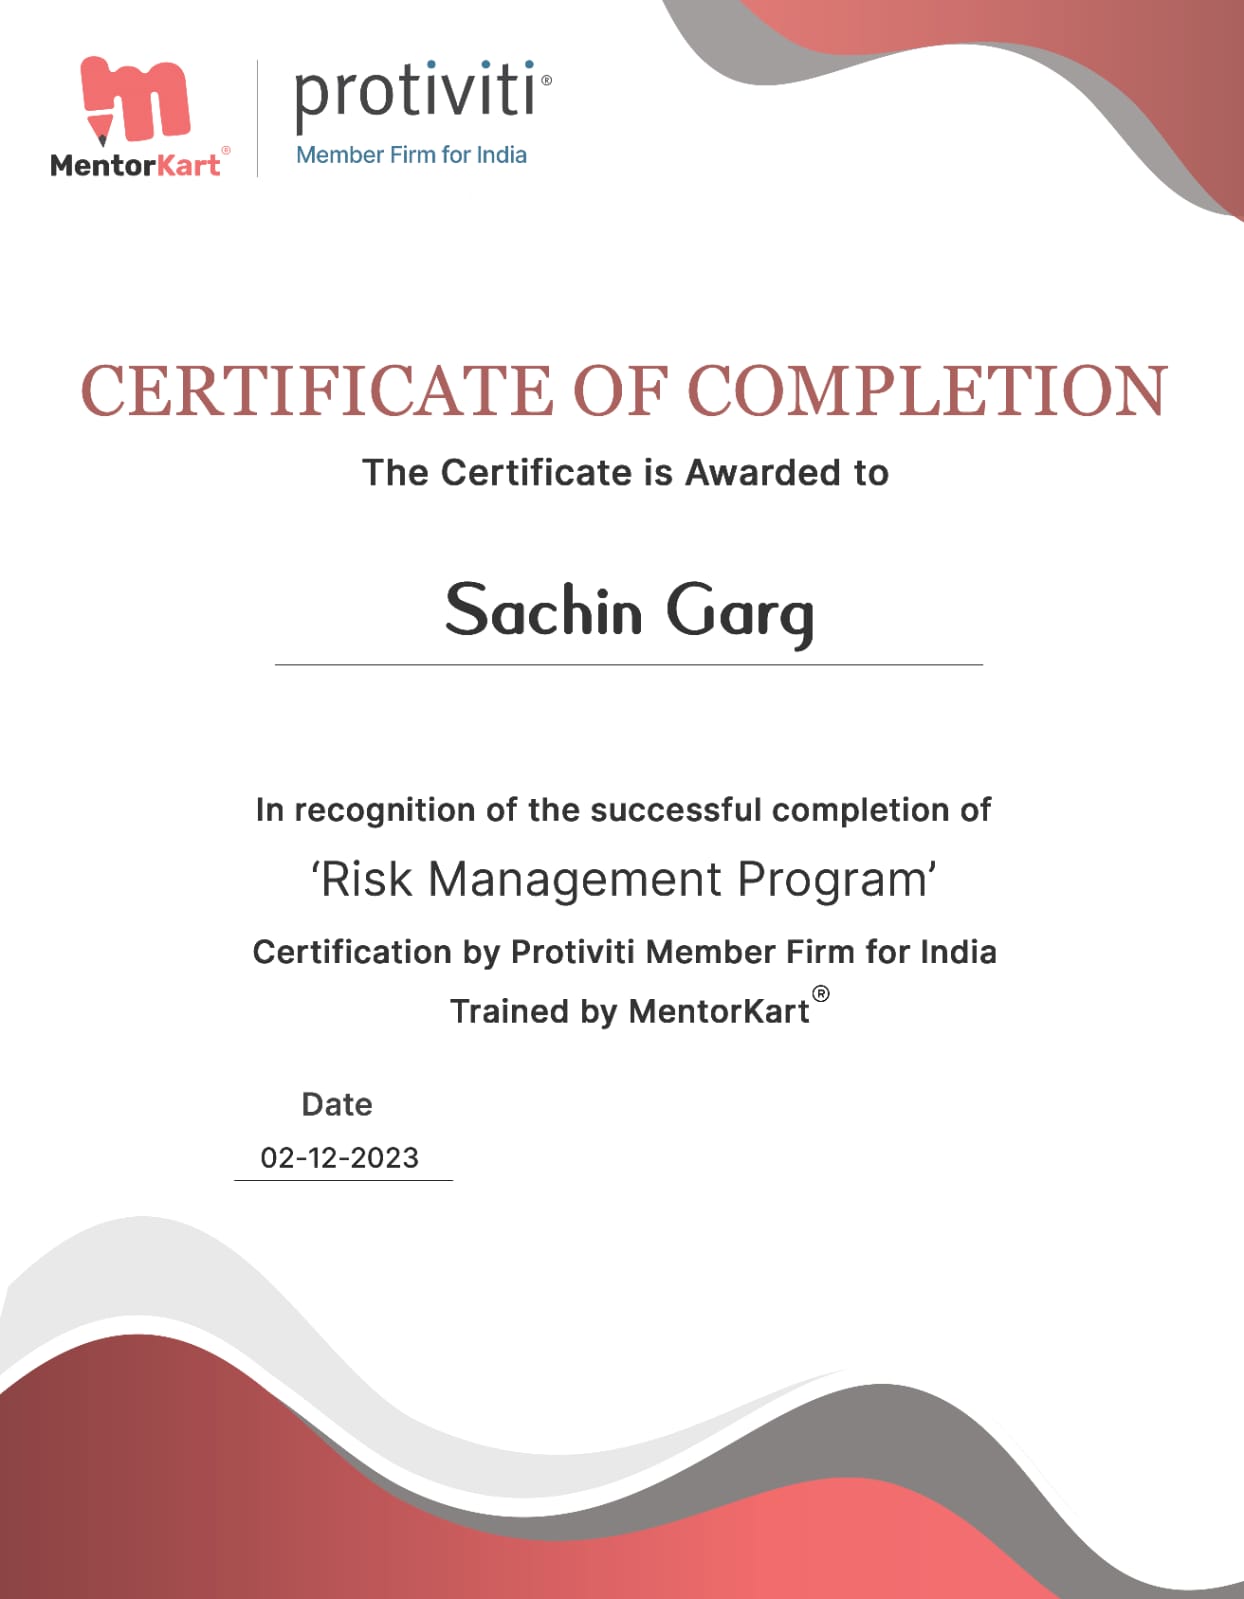 MentorKart®
protiviti®
Member Firm for India
CERTIFICATE OF COMPLETION
The Certificate is Awarded to
Sachin Garg
In recognition of the successful completion of
‘Risk Management Program’
Certification by Protiviti Member Firm for India
Trained by MentorKart®
Date
02-12-2023